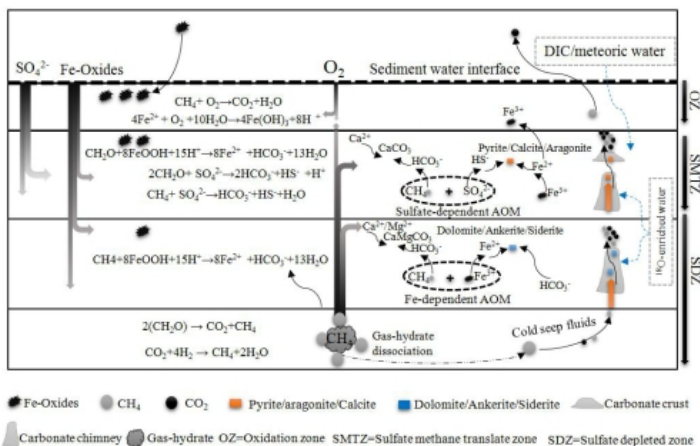 DIC/meteoric water
SO₄²⁻ Fe-Oxides O₂ Sediment water interface
OZ
CH₄+ O₂→CO₂+H₂O
4Fe²⁺ + O₂ +10H₂O→4Fe(OH)₃+8H ⁺
Fe³⁺
SMTZ
Ca²⁺
CaCO₃
HCO₃⁻
HS⁻
Pyrite/Calcite/Aragonite
Fe²⁺
CH₂O+8FeOOH+15H⁺→8Fe²⁺ +HCO₃⁻+13H₂O
2CH₂O+ SO₄²⁻→2HCO₃⁻+HS⁻ +H⁺
CH₄+ SO₄²⁻→HCO₃⁻+HS⁻+H₂O
CH₄ + SO₄²⁻
Fe³⁺
Sulfate-dependent AOM
¹⁸O-enriched water
SDZ
Ca²⁺/Mg²⁺
CaMgCO₃
HCO₃⁻
Dolomite/Ankerite/Siderite
Fe²⁺
CH4+8FeOOH+15H⁺→8Fe²⁺ +HCO₃⁻+13H₂O
CH₄ + Fe³⁺
HCO₃⁻
Fe-dependent AOM
2(CH₂O) → CO₂+CH₄
CO₂+4H₂ → CH₄+2H₂O
CH₄
Gas-hydrate
dissociation
Cold seep fluids
Fe-Oxides CH₄ CO₂ Pyrite/aragonite/Calcite Dolomite/Ankerite/Siderite Carbonate crust
Carbonate chimney Gas-hydrate OZ=Oxidation zone SMTZ=Sulfate methane translate zone SDZ=Sulfate depleted zone